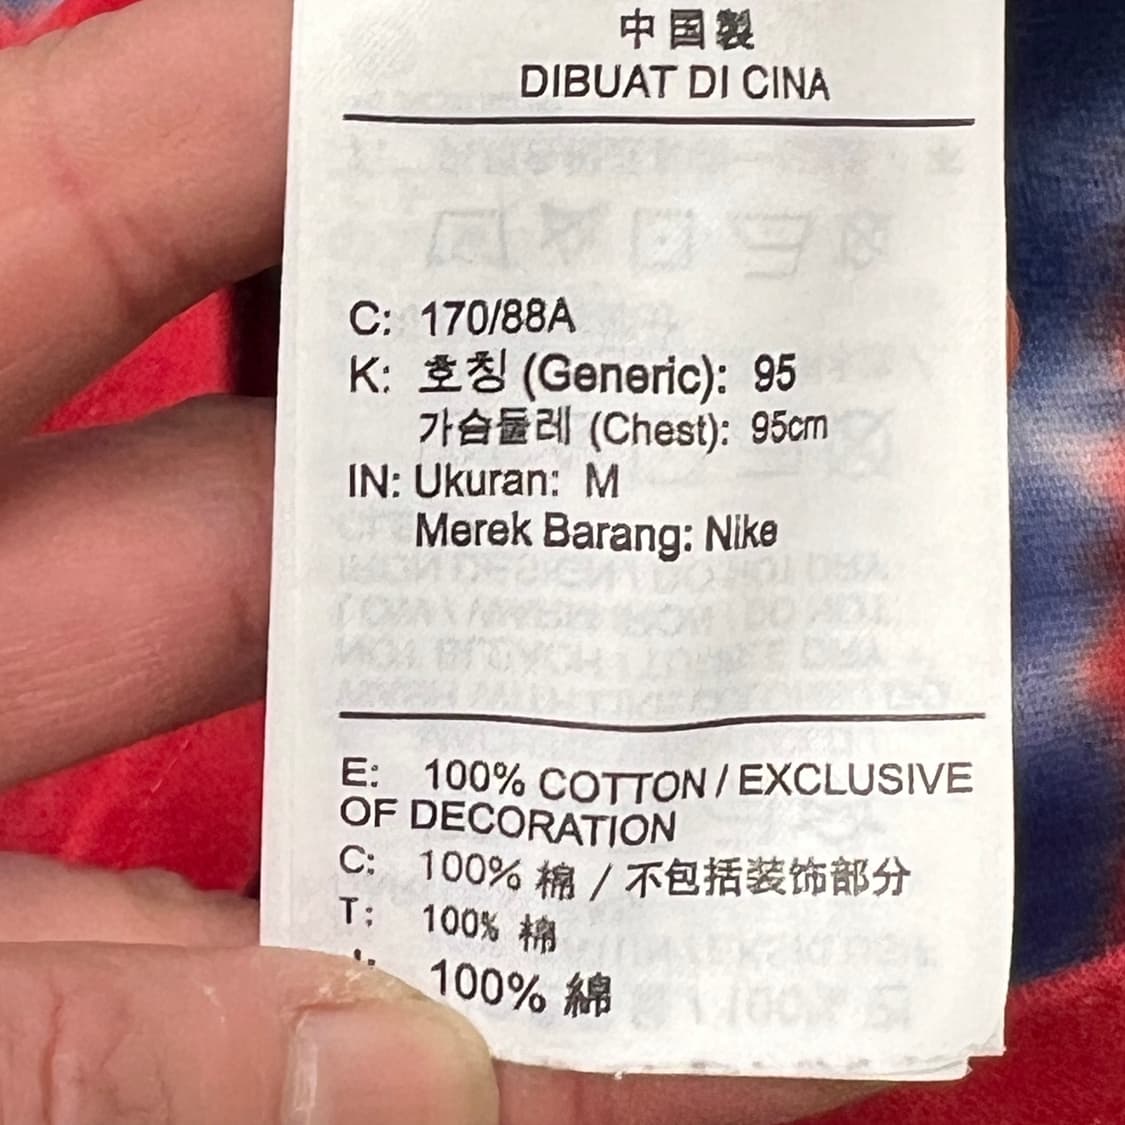 中国製
DIBUAT DI CINA
C: 170/88A
K: 호칭 (Generic): 95
가슴둘레 (Chest): 95cm
IN: Ukuran: M
Merek Barang: Nike
E: 100% COTTON / EXCLUSIVE
OF DECORATION
C: 100% 棉 / 不包括装饰部分
T: 100% 棉
100% 綿